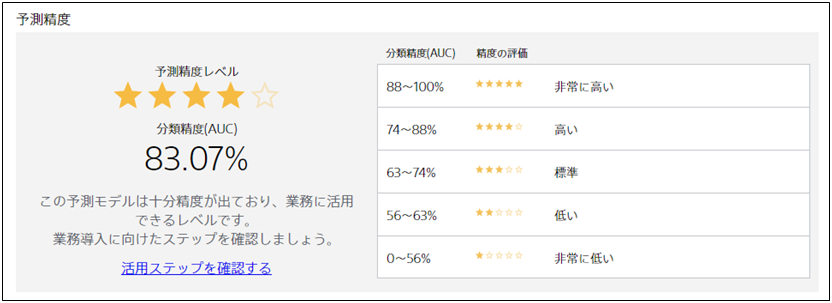 予測精度
予測精度レベル
★★★★☆
分類精度(AUC)
83.07%
この予測モデルは十分精度が出ており、業務に活用
できるレベルです。
業務導入に向けたステップを確認しましょう。
活用ステップを確認する
分類精度(AUC) 精度の評価
88～100% ★★★★★ 非常に高い
74～88% ★★★★☆ 高い
63～74% ★★★☆☆ 標準
56～63% ★★☆☆☆ 低い
0～56% ★☆☆☆☆ 非常に低い